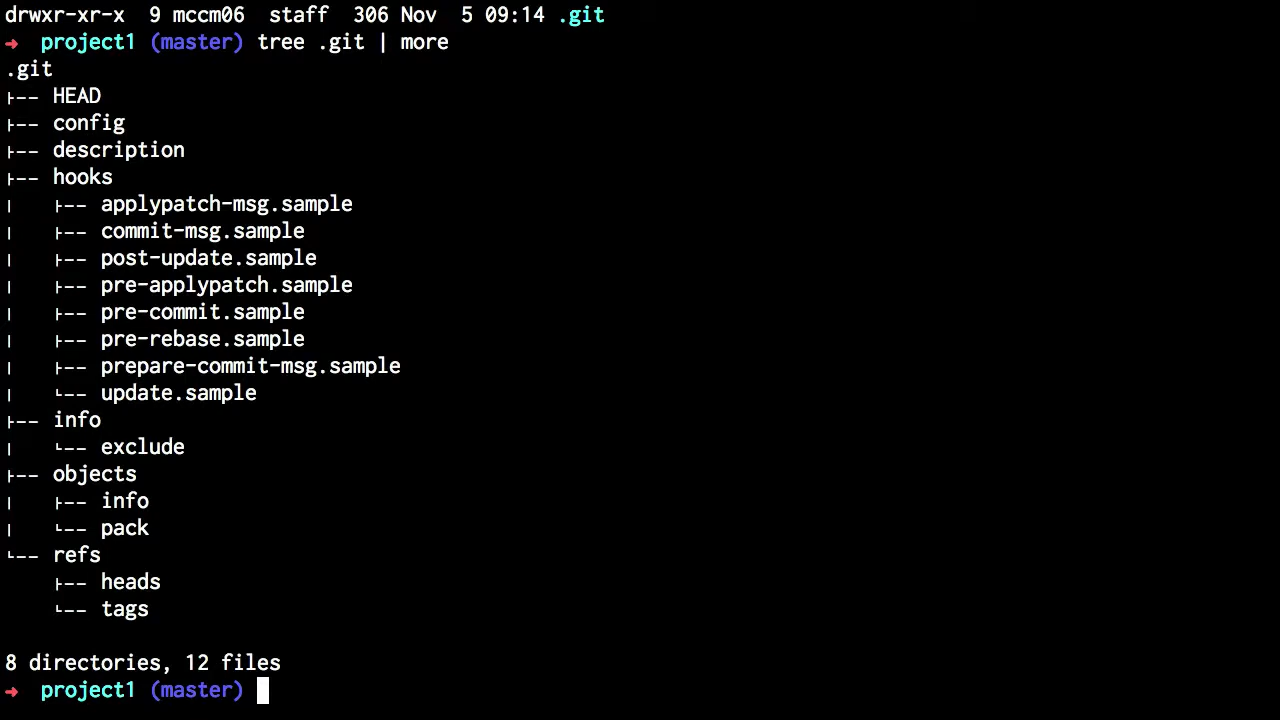 drwxr-xr-x  9 mccm06  staff  306 Nov  5 09:14 .git
➜  project1 (master) tree .git | more
.git
├── HEAD
├── config
├── description
├── hooks
│   ├── applypatch-msg.sample
│   ├── commit-msg.sample
│   ├── post-update.sample
│   ├── pre-applypatch.sample
│   ├── pre-commit.sample
│   ├── pre-rebase.sample
│   ├── prepare-commit-msg.sample
│   └── update.sample
├── info
│   └── exclude
├── objects
│   ├── info
│   └── pack
└── refs
    ├── heads
    └── tags

8 directories, 12 files
➜  project1 (master)